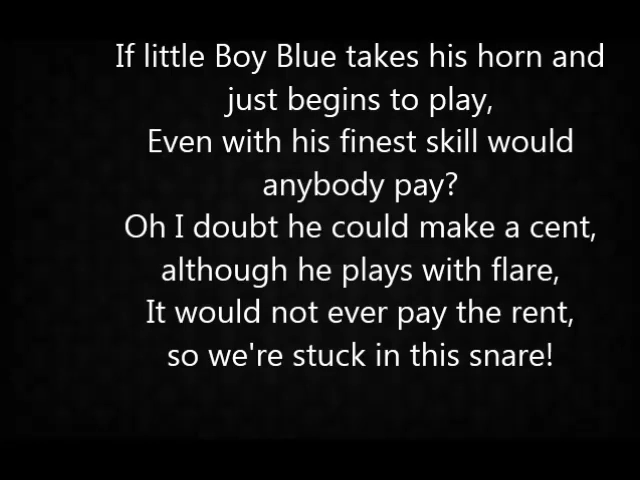 If little Boy Blue takes his horn and
just begins to play,
Even with his finest skill would
anybody pay?
Oh I doubt he could make a cent,
although he plays with flare,
It would not ever pay the rent,
so we're stuck in this snare!